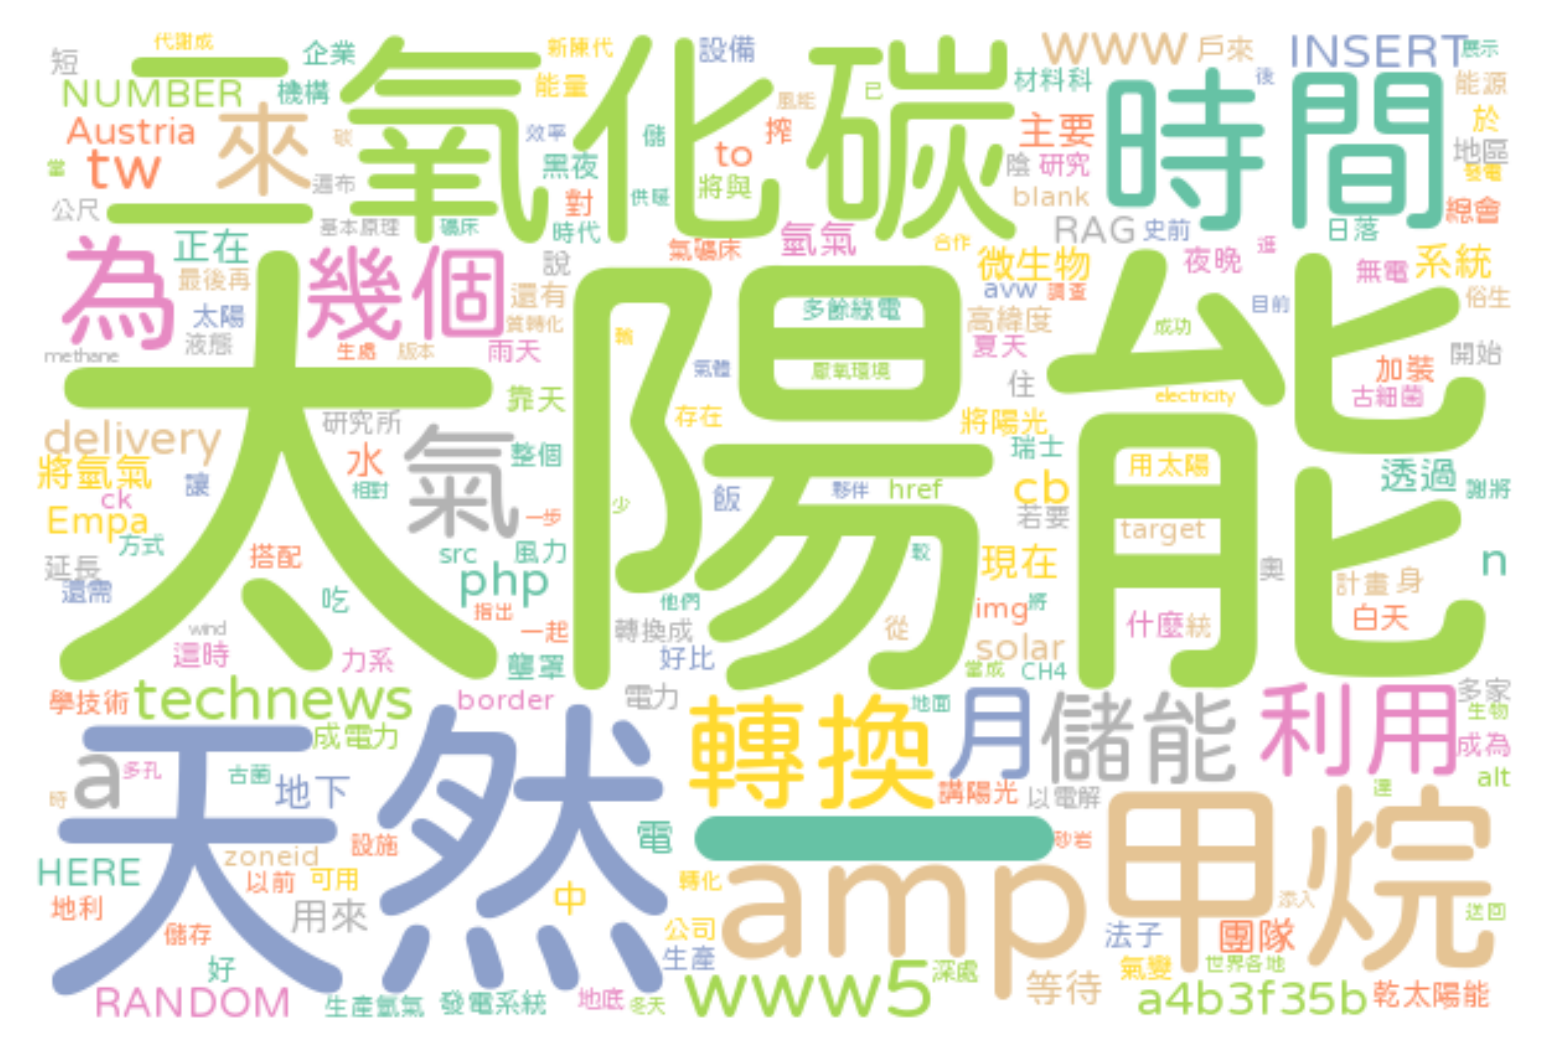 短 代謝成 企業 二氧化碳 新陳代 設備 WWW 戶來 INSERT 展示
NUMBER 機構 能量 風能 已 材料科 時間 後 能源
Austria 來 碳 效率 儲 搾 主要 於
當 tw 遍布 黑夜 to 將與 陰 研究 地區 發電
公尺 基本原理 礦床 對 時代 供暖 blank RAG 史前 日落 總會
為 正在 幾個 說 氣礦床 氫氣 合作 微生物 夜晚 逛 無電 系統
最後再 還有 avw 調查 目前 俗生
太陽 質轉化 多餘綠電 高緯度 成功
methane 液態 生處 版本 雨天 輸 夏天 加裝 開始
太陽能 靠天 氣體 厭氧環境 住 electricity 古細菌
delivery 研究所 存在 將陽光
將氫氣 水 氣 整個 瑞士 用太陽 透過
ck 讓 相對 飯 夥伴 href cb 謝將
Empa 一步 少 若要 target
方式 搭配 src 風力 較 現在 n
延長 php 奧 計畫 身
還需 吃 指出 他們 img 將 白天
wind 一起 轉換成 從 solar 什麼 統
這時 力系 壟罩 好比 當成 CH4
學技術 technews border 電力 轉換 地面 月 儲能 利用 多家
天然 成電力 生物
a 多孔 古菌 地下 講陽光 以電解 成為
時 一 甲烷 達 alt
HERE zoneid 設施 電 砂岩
地利 以前 可用 中 轉化 amp 添入
儲存 用來 公司 法子 團隊 送回
好 生產 深處 氣變 世界各地
RANDOM 生產氫氣 發電系統 地底 冬天 www5 等待 a4b3f35b 乾太陽能